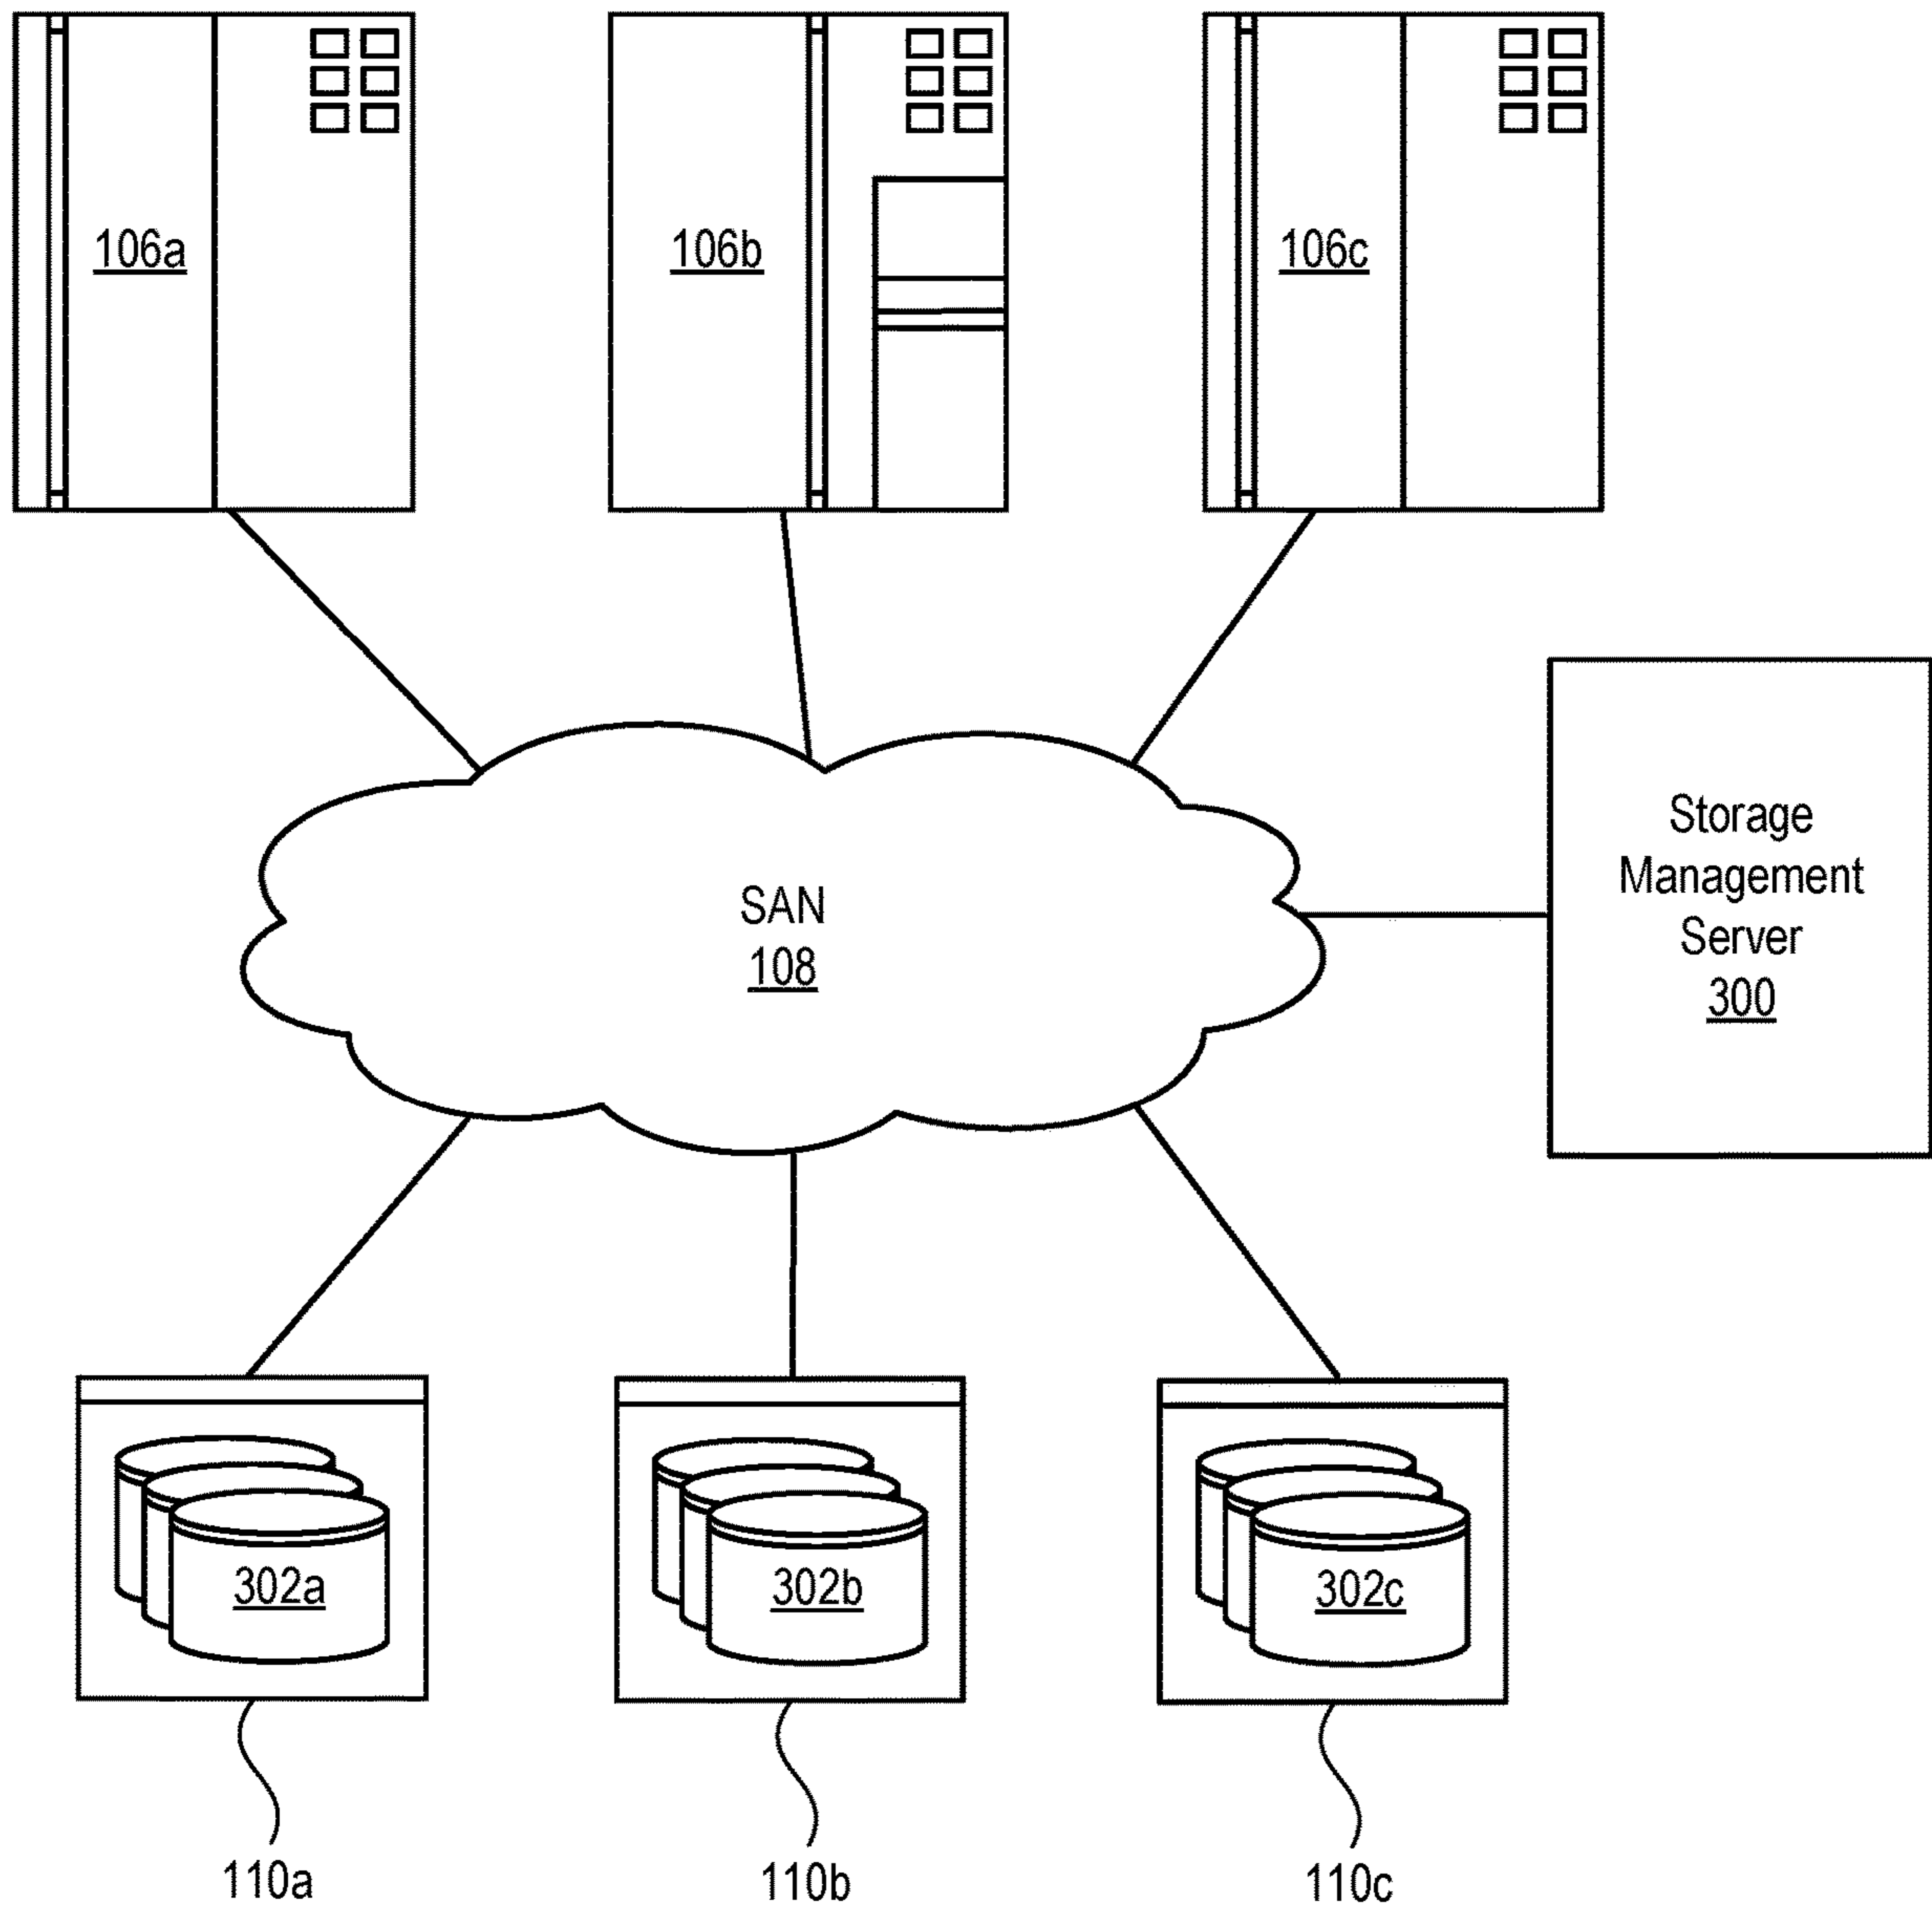 106a
106b
106c
SAN
108
Storage
Management
Server
300
302a
302b
302c
110a
110b
110c